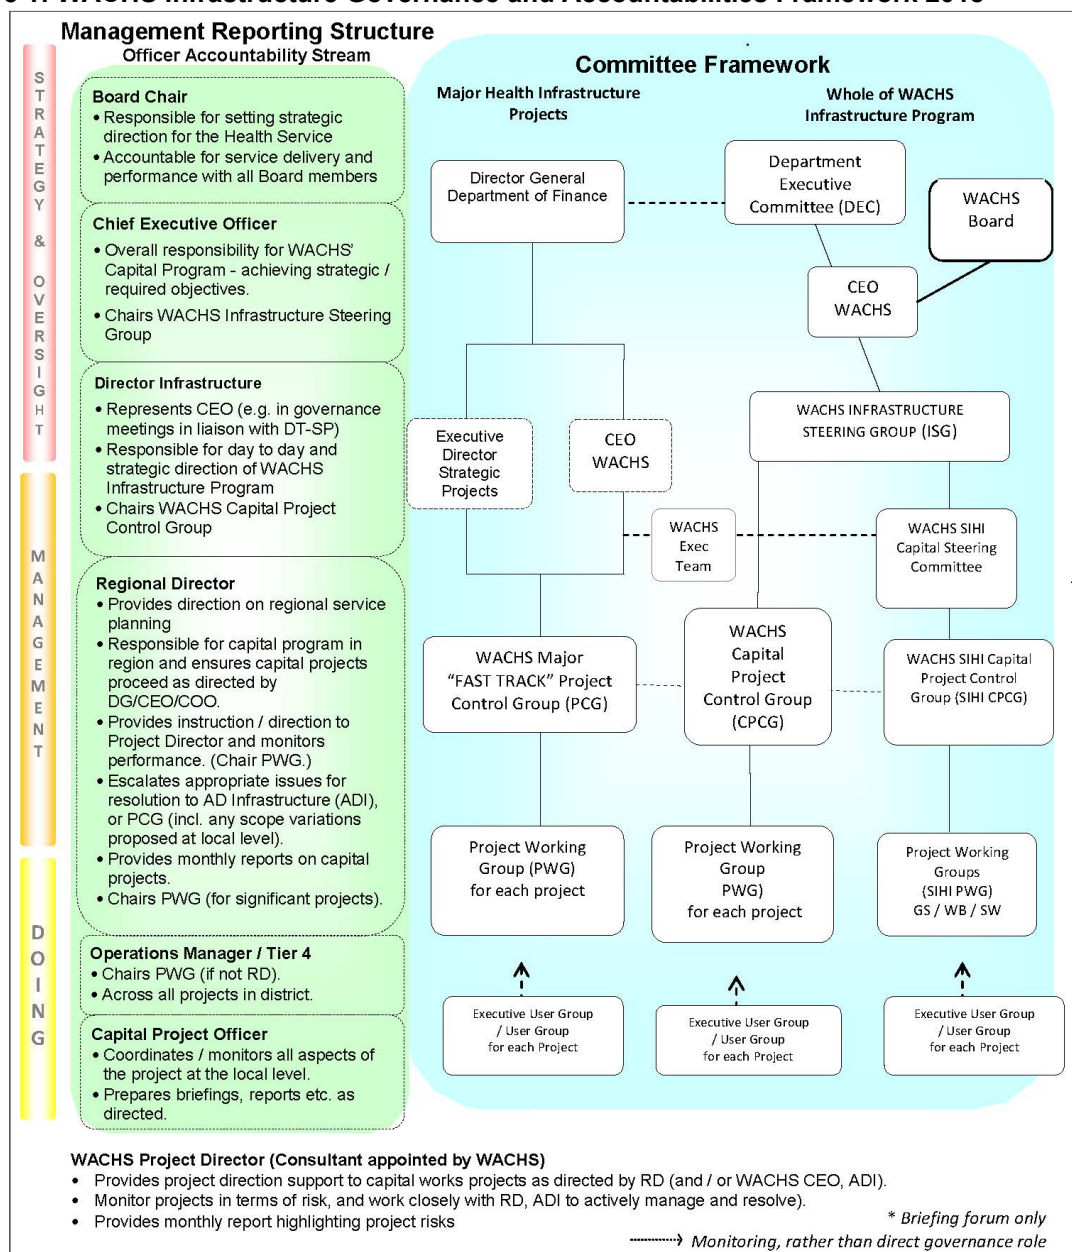 Management Reporting Structure
Officer Accountability Stream
STRATEGY & OVERSIGHT
MANAGEMENT
DOING
Board Chair
• Responsible for setting strategic
direction for the Health Service
• Accountable for service delivery and
performance with all Board members
Chief Executive Officer
• Overall responsibility for WACHS'
Capital Program - achieving strategic /
required objectives.
• Chairs WACHS Infrastructure Steering
Group
Director Infrastructure
• Represents CEO (e.g. in governance
meetings in liaison with DT-SP)
• Responsible for day to day and
strategic direction of WACHS
Infrastructure Program
• Chairs WACHS Capital Project
Control Group
Regional Director
• Provides direction on regional service
planning
• Responsible for capital program in
region and ensures capital projects
proceed as directed by
DG/CEO/COO.
• Provides instruction / direction to
Project Director and monitors
performance. (Chair PWG.)
• Escalates appropriate issues for
resolution to AD Infrastructure (ADI),
or PCG (incl. any scope variations
proposed at local level).
• Provides monthly reports on capital
projects.
• Chairs PWG (for significant projects).
Operations Manager / Tier 4
• Chairs PWG (if not RD).
• Across all projects in district.
Capital Project Officer
• Coordinates / monitors all aspects of
the project at the local level.
• Prepares briefings, reports etc. as
directed.
Committee Framework
Major Health Infrastructure
Projects
Whole of WACHS
Infrastructure Program
Director General
Department of Finance
Department
Executive
Committee (DEC)
WACHS
Board
CEO
WACHS
WACHS INFRASTRUCTURE
STEERING GROUP (ISG)
Executive
Director
Strategic
Projects
CEO
WACHS
WACHS
Exec
Team
WACHS SIHI
Capital Steering
Committee
WACHS Major
"FAST TRACK" Project
Control Group (PCG)
WACHS
Capital
Project
Control Group
(CPCG)
WACHS SIHI Capital
Project Control
Group (SIHI CPCG)
Project Working
Group (PWG)
for each project
Project Working
Group
PWG)
for each project
Project Working
Groups
(SIHI PWG)
GS / WB / SW
Executive User Group
/ User Group
for each Project
Executive User Group
/ User Group
for each Project
Executive User Group
/ User Group
for each Project
WACHS Project Director (Consultant appointed by WACHS)
• Provides project direction support to capital works projects as directed by RD (and / or WACHS CEO, ADI).
• Monitor projects in terms of risk, and work closely with RD, ADI to actively manage and resolve).
• Provides monthly report highlighting project risks
* Briefing forum only
Monitoring, rather than direct governance role